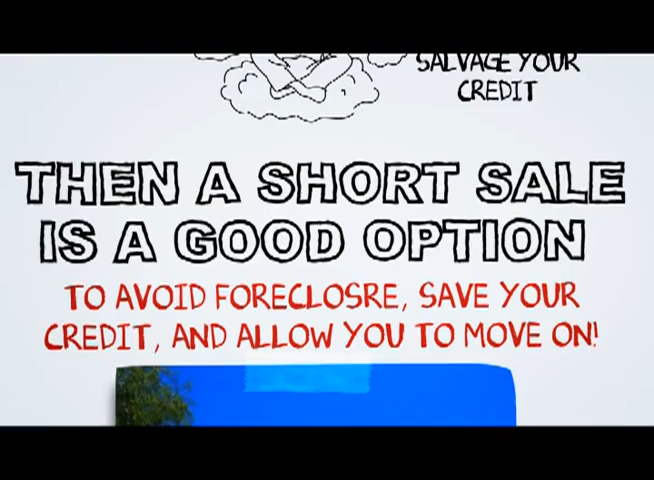 SALVAGE YOUR
CREDIT
THEN A SHORT SALE
IS A GOOD OPTION
TO AVOID FORECLOSRE, SAVE YOUR
CREDIT, AND ALLOW YOU TO MOVE ON!